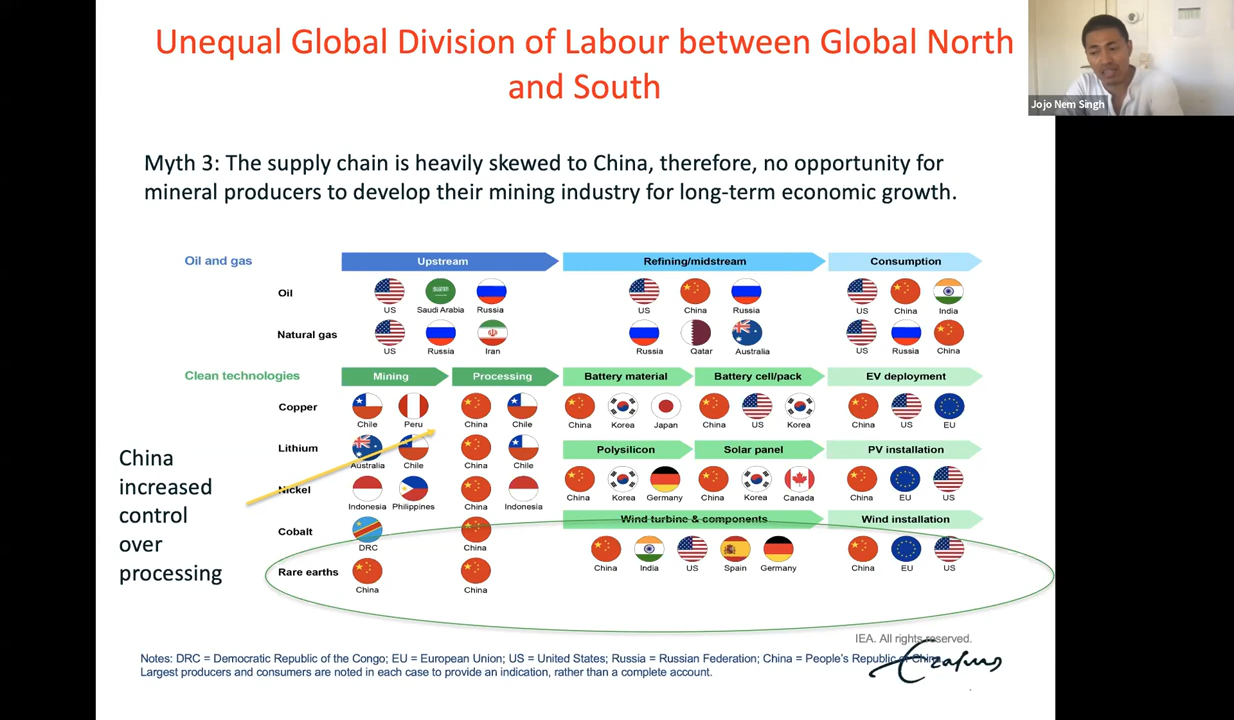 Unequal Global Division of Labour between Global North
and South
Jojo Nem Singh
Myth 3: The supply chain is heavily skewed to China, therefore, no opportunity for
mineral producers to develop their mining industry for long-term economic growth.
Oil and gas Upstream Refining/midstream Consumption
Oil
US Saudi Arabia Russia US China Russia US China India
Natural gas
US Russia Iran Russia Qatar Australia US Russia China
Clean technologies Mining Processing Battery material Battery cell/pack EV deployment
Copper
Chile Peru China Chile China Korea Japan China US Korea China US EU
Lithium Polysilicon Solar panel PV installation
Australia Chile China Chile
Nickel
Indonesia Philippines China Indonesia China Korea Germany China Korea Canada China EU US
Cobalt Wind turbine & components Wind installation
DRC China China India US Spain Germany China EU US
Rare earths
China China
China
increased
control
over
processing
IEA. All rights reserved.
Notes: DRC = Democratic Republic of the Congo; EU = European Union; US = United States; Russia = Russian Federation; China = People's Republic of China.
Largest producers and consumers are noted in each case to provide an indication, rather than a complete account.
Erasmus